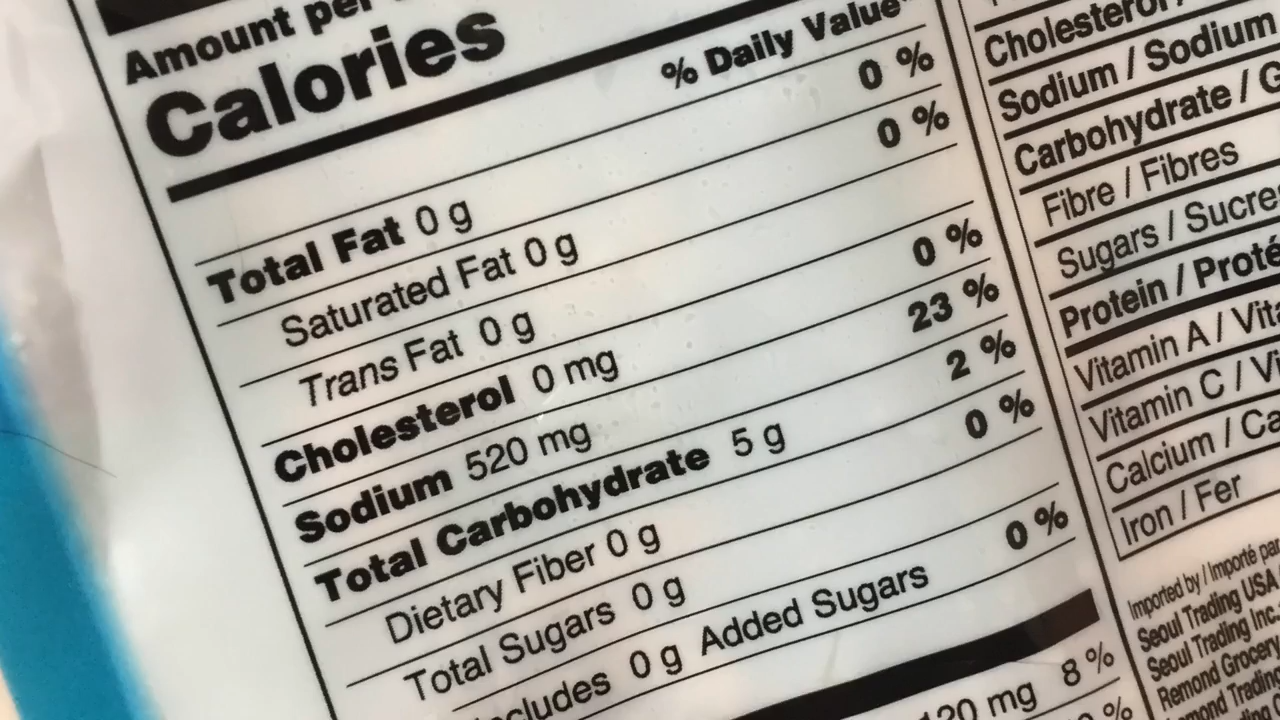 Amount per
Calories
% Daily Value*
0 %
Total Fat 0 g
0 %
Saturated Fat 0 g
Trans Fat 0 g
0 %
Cholesterol 0 mg
23 %
Sodium 520 mg
2 %
Total Carbohydrate 5 g
0 %
Dietary Fiber 0 g
Total Sugars 0 g
0 %
0 g Added Sugars
mg 8 %
%
Cholesterol /
Sodium / Sodium
Carbohydrate / G
Fibre / Fibres
Sugars / Sucre
Protein / Proté
Vitamin A / Vita
Vitamin C / Vi
Calcium / Ca
Iron / Fer
Imported by / Importé par
Seoul Trading USA
Seoul Trading Inc.
Remond Grocery
Trading